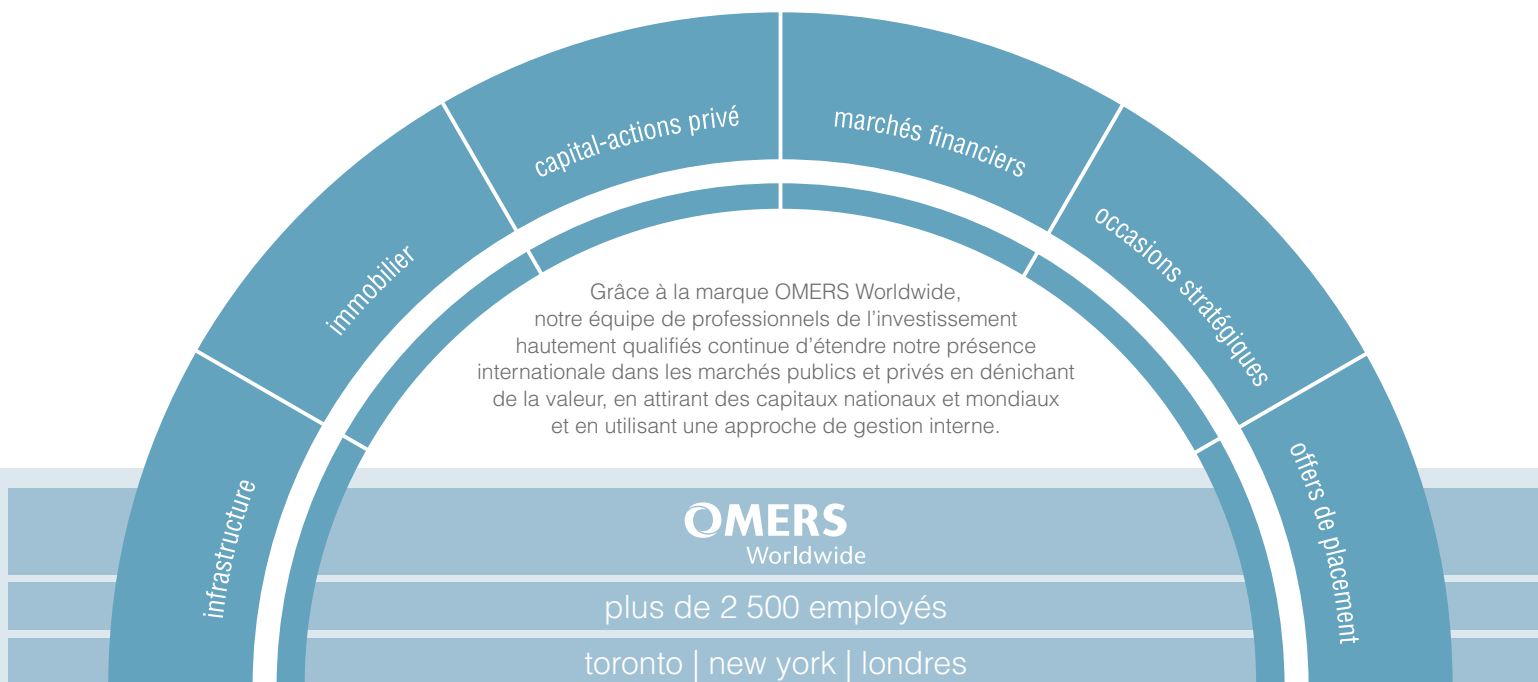 infrastructure
immobilier
capital-actions privé
marchés financiers
occasions stratégiques
offers de placement
Grâce à la marque OMERS Worldwide,
notre équipe de professionnels de l’investissement
hautement qualifiés continue d’étendre notre présence
internationale dans les marchés publics et privés en dénichant
de la valeur, en attirant des capitaux nationaux et mondiaux
et en utilisant une approche de gestion interne.
OMERS
Worldwide
plus de 2 500 employés
toronto | new york | londres